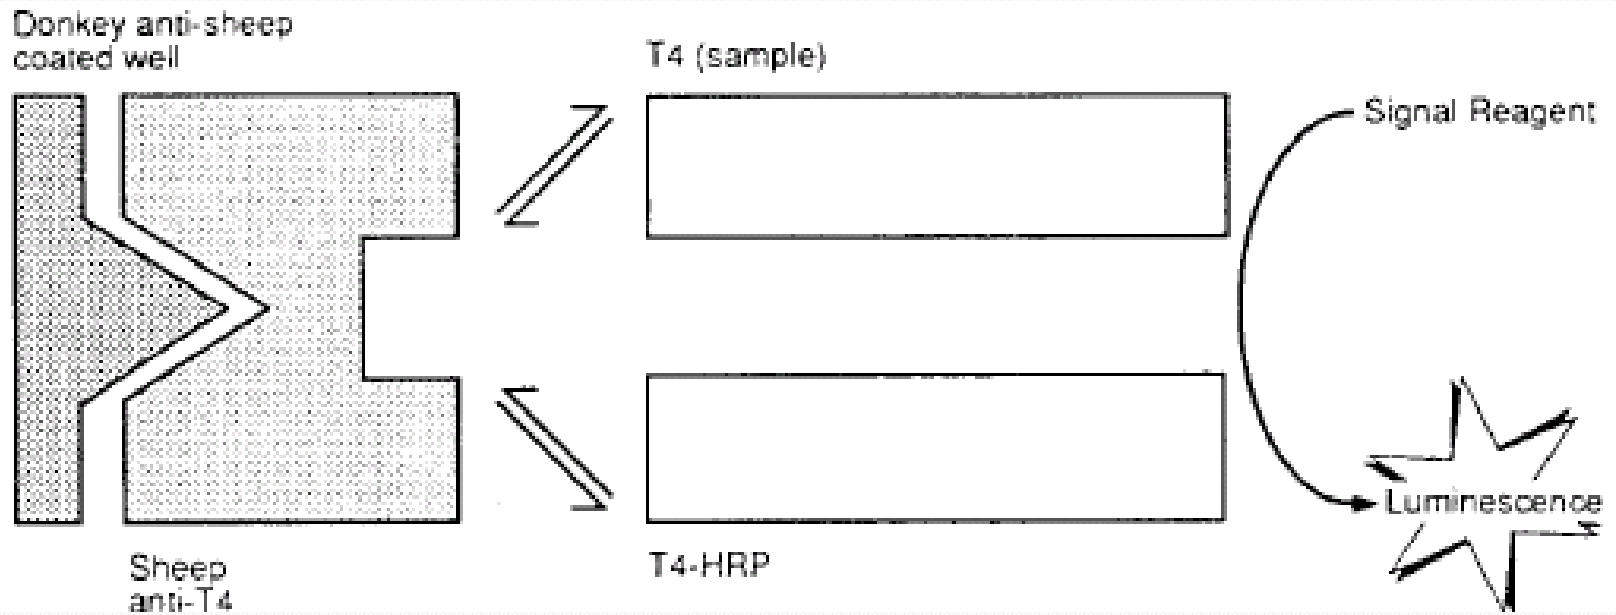 Donkey anti-sheep
coated well
T4 (sample)
Signal Reagent
Luminescence
Sheep
anti-T4
T4-HRP